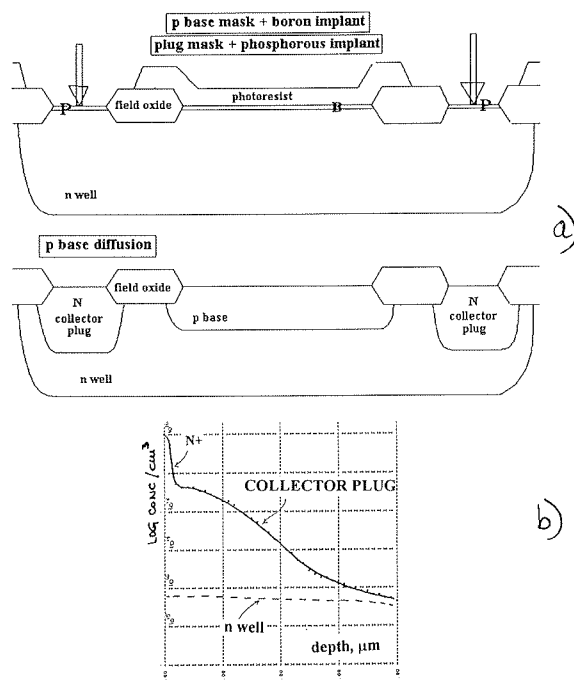 p base mask + boron implant
plug mask + phosphorous implant
P
field oxide
photoresist
B
P
n well
a)
p base diffusion
N
collector
plug
field oxide
p base
N
collector
plug
n well
LOG CONC/CM³
N+
COLLECTOR PLUG
n well
depth, µm
b)